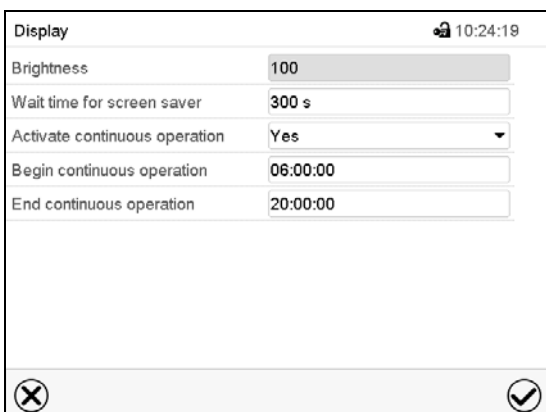 Display 10:24:19
Brightness 100
Wait time for screen saver 300 s
Activate continuous operation Yes
Begin continuous operation 06:00:00
End continuous operation 20:00:00